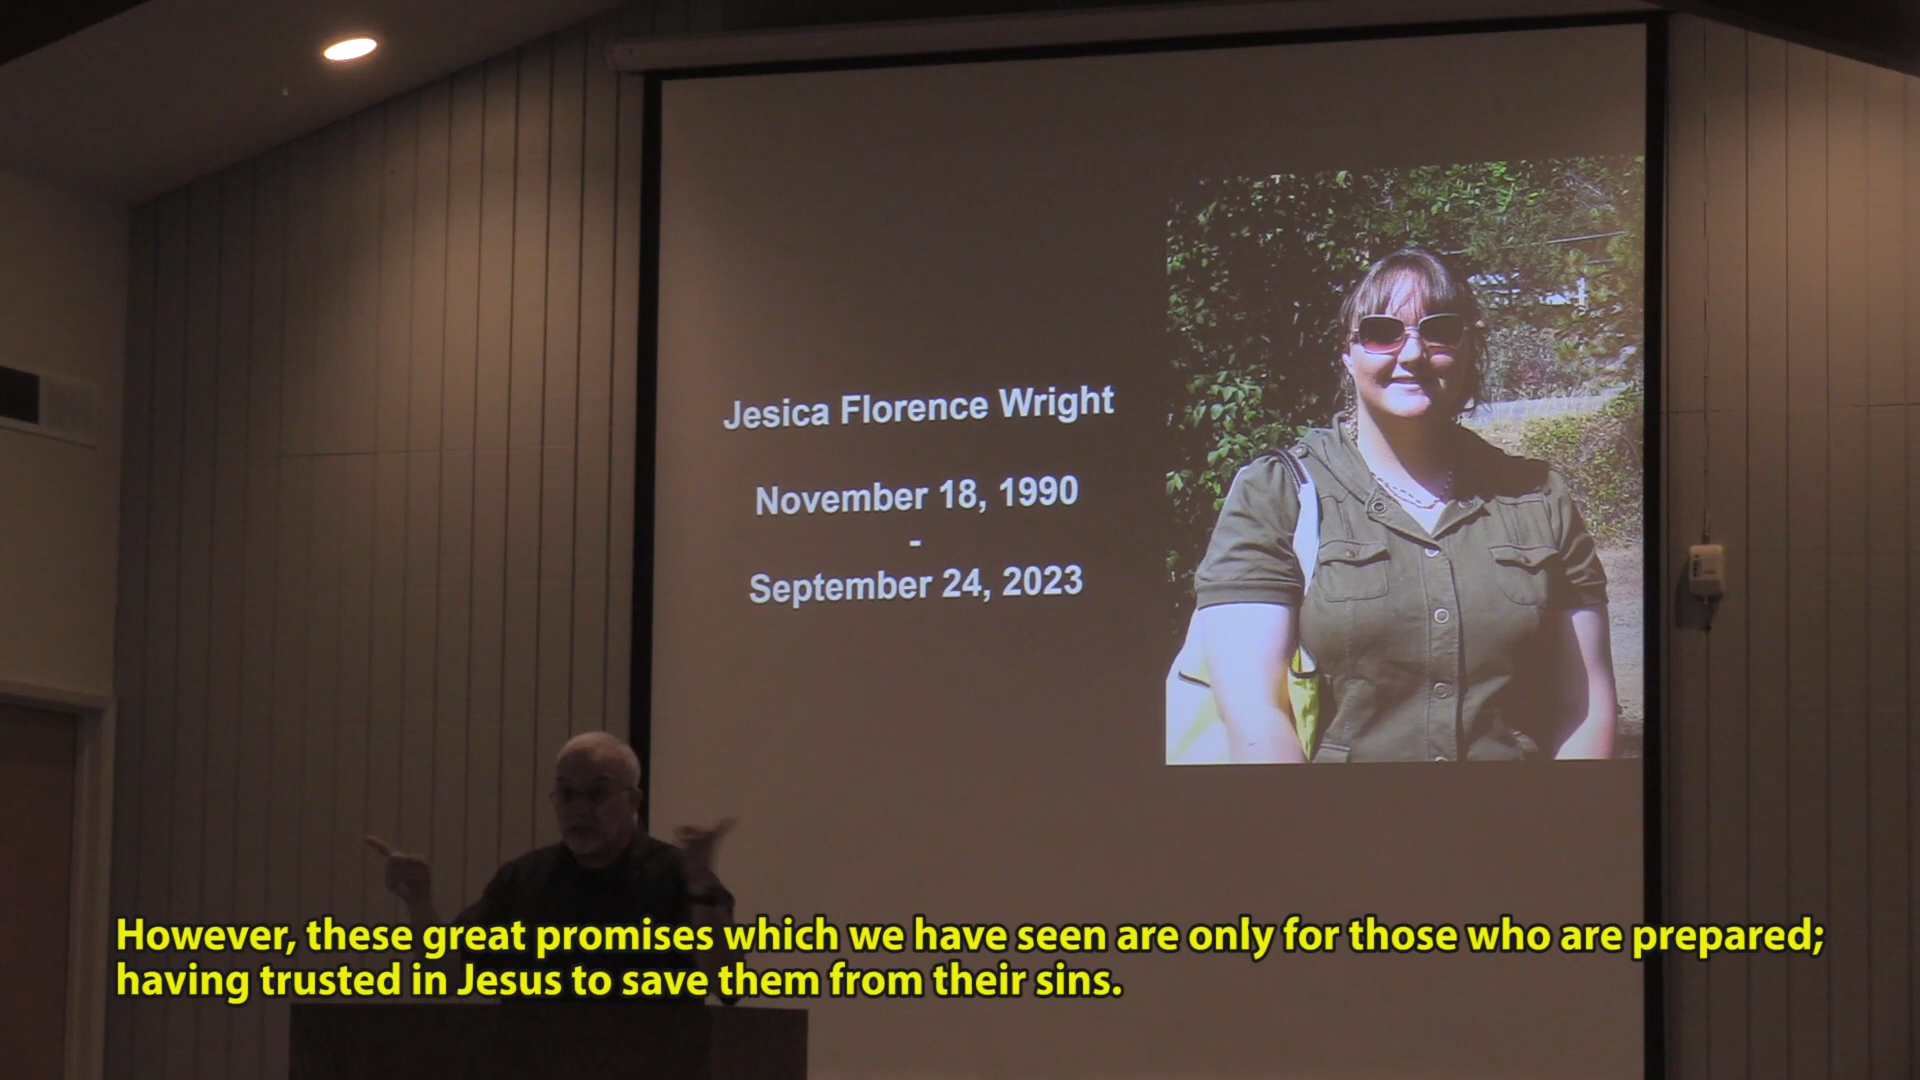 Jesica Florence Wright
November 18, 1990
-
September 24, 2023
However, these great promises which we have seen are only for those who are prepared;
having trusted in Jesus to save them from their sins.